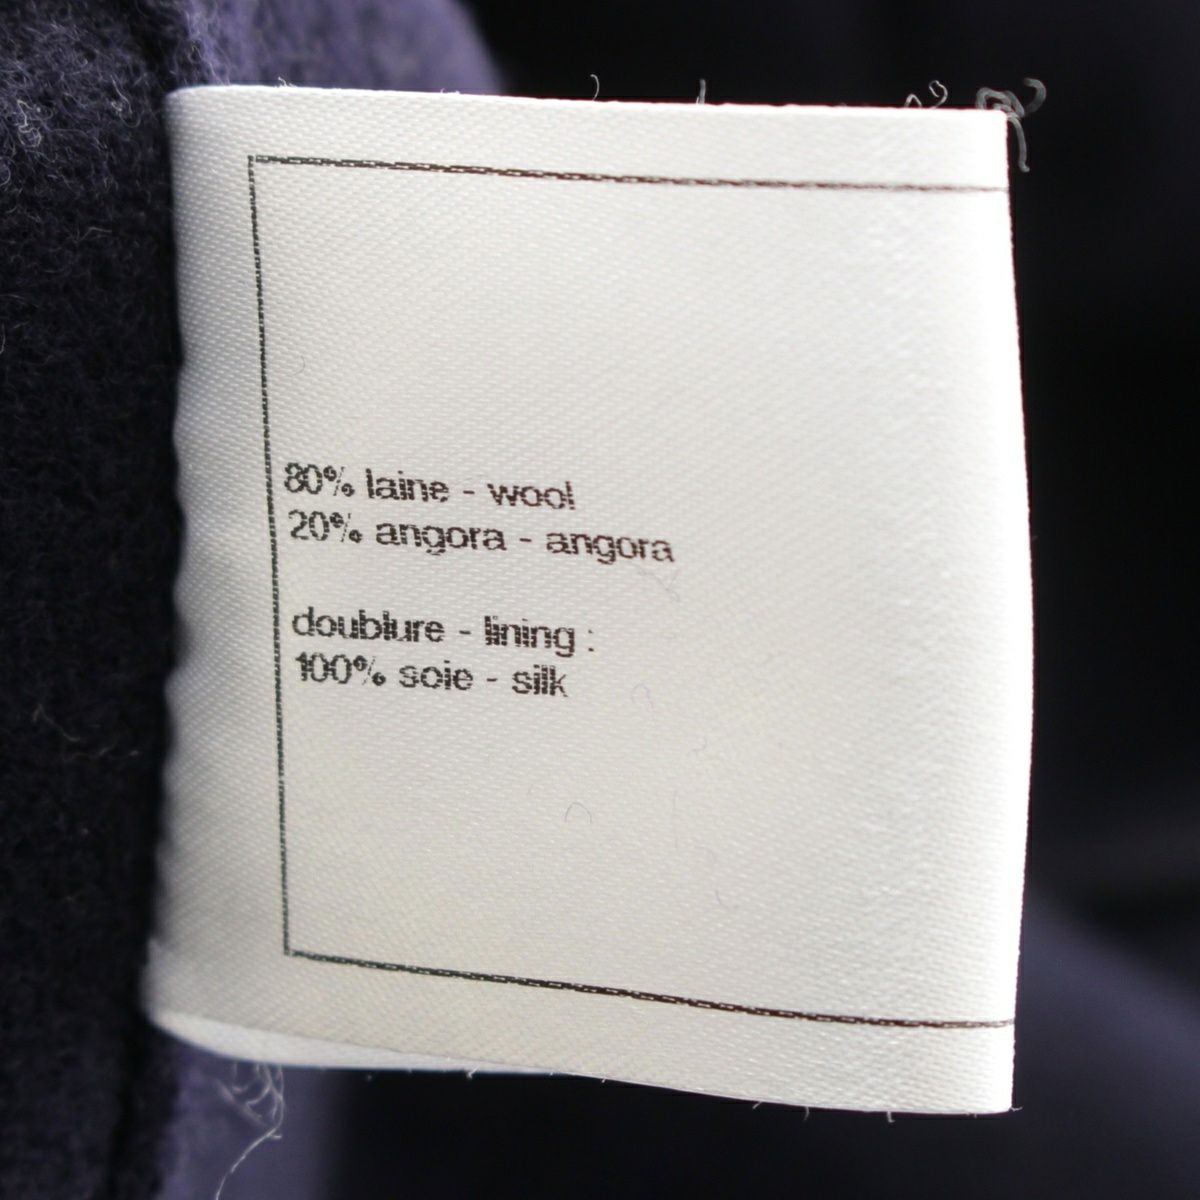 80% laine - wool
20% angora - angora
doublure - lining :
100% soie - silk